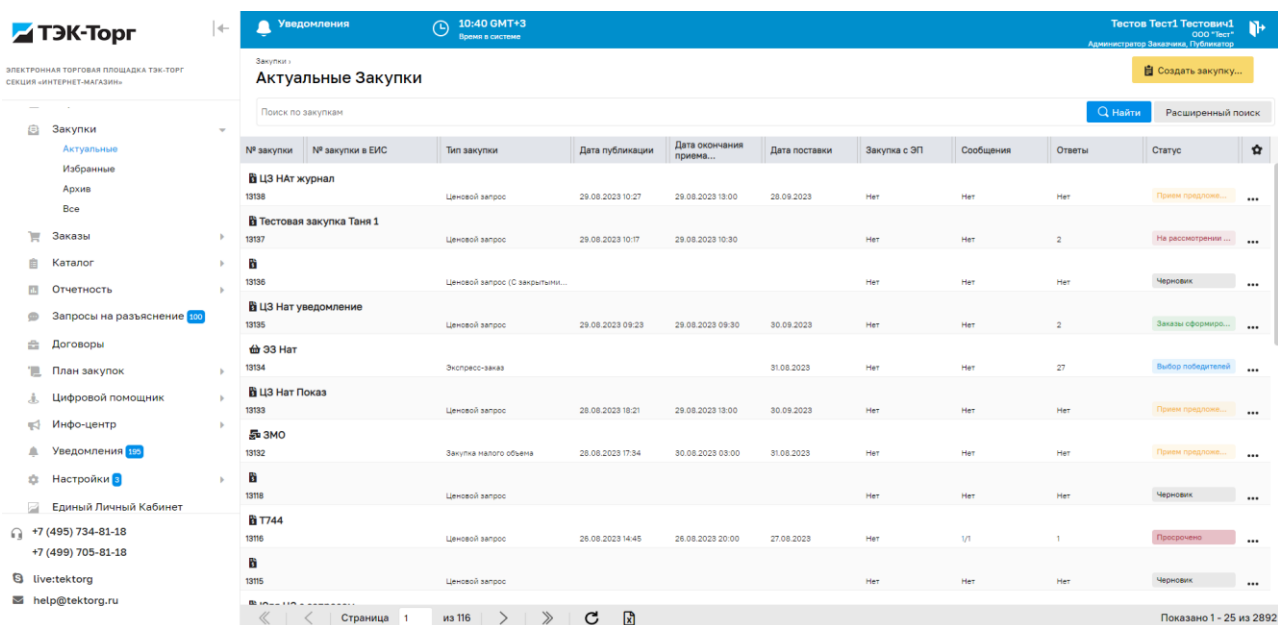 ТЭК-Торг
ЭЛЕКТРОННАЯ ТОРГОВАЯ ПЛОЩАДКА ТЭК-ТОРГ
СЕКЦИЯ «ИНТЕРНЕТ-МАГАЗИН»
Закупки
Актуальные
Избранные
Архив
Все
Заказы
Каталог
Отчетность
Запросы на разъяснение 100
Договоры
План закупок
Цифровой помощник
Инфо-центр
Уведомления 195
Настройки 3
Единый Личный Кабинет
+7 (495) 734-81-18
+7 (499) 705-81-18
live:tektorg
help@tektorg.ru
Уведомления
10:40 GMT+3
Время в системе
Тестов Тест1 Тестович1
ООО "Тест"
Администратор Заказчика, Публикатор
Закупки ›
Актуальные Закупки
Создать закупку...
Поиск по закупкам
Найти
Расширенный поиск
№ закупки № закупки в ЕИС Тип закупки Дата публикации Дата окончания приема... Дата поставки Закупка с ЭП Сообщения Ответы Статус
ЦЗ НАт журнал
13138 Ценовой запрос 29.08.2023 10:27 29.08.2023 13:00 28.09.2023 Нет Нет Нет Прием предложе... ...
Тестовая закупка Таня 1
13137 Ценовой запрос 29.08.2023 10:17 29.08.2023 10:30 Нет Нет 2 На рассмотрении ... ...
13136 Ценовой запрос (С закрытыми... Нет Нет Нет Черновик ...
ЦЗ Нат уведомление
13135 Ценовой запрос 29.08.2023 09:23 29.08.2023 09:30 30.09.2023 Нет Нет 2 Заказы сформиро... ...
ЭЗ Нат
13134 Экспресс-заказ 31.08.2023 Нет Нет 27 Выбор победителей ...
ЦЗ Нат Показ
13133 Ценовой запрос 28.08.2023 18:21 29.08.2023 13:00 30.09.2023 Нет Нет Нет Прием предложе... ...
ЗМО
13132 Закупка малого объема 28.08.2023 17:34 30.08.2023 03:00 31.08.2023 Нет Нет Нет Прием предложе... ...
13118 Ценовой запрос Нет Нет Нет Черновик ...
Т744
13116 Ценовой запрос 26.08.2023 14:45 26.08.2023 20:00 27.08.2023 Нет 1/1 1 Просрочено ...
13115 Ценовой запрос Нет Нет Нет Черновик ...
Страница 1 из 116
Показано 1 - 25 из 2892